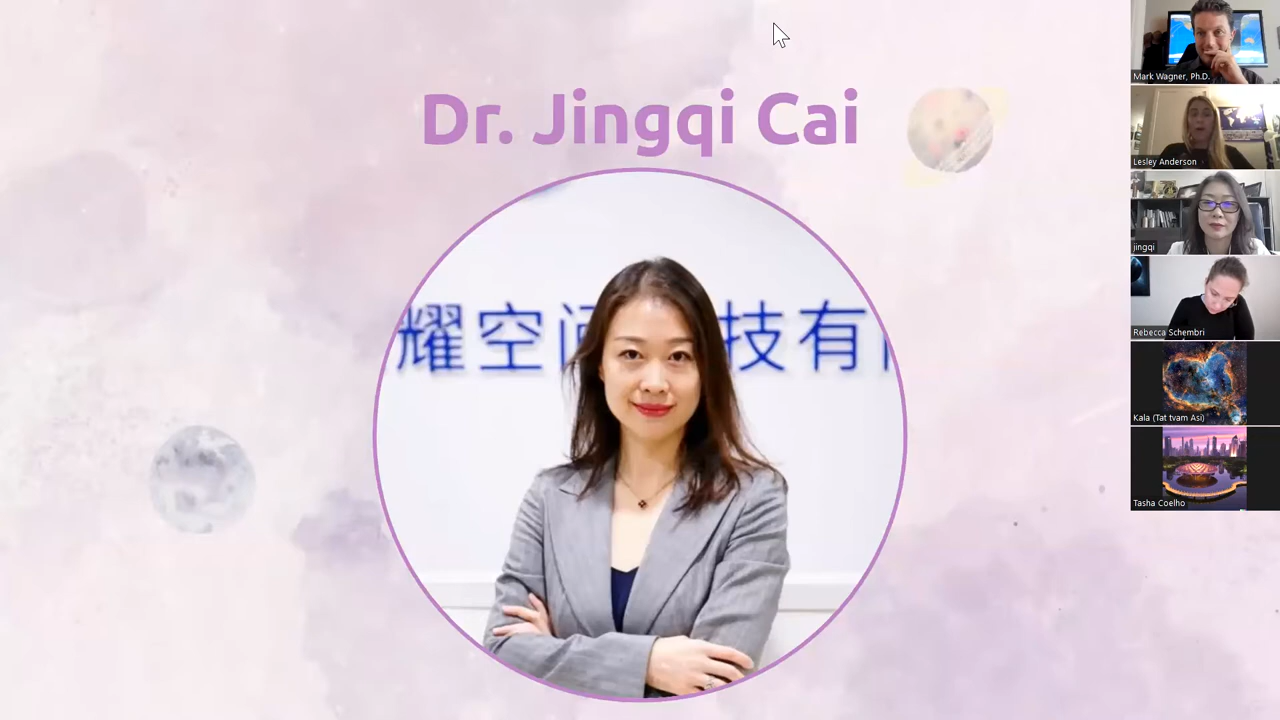 Dr. Jingqi Cai
耀空间 技有
Mark Wagner, Ph.D.
Lesley Anderson
jingqi
Rebecca Schembri
Kala (Tat tvam Asi)
Tasha Coelho